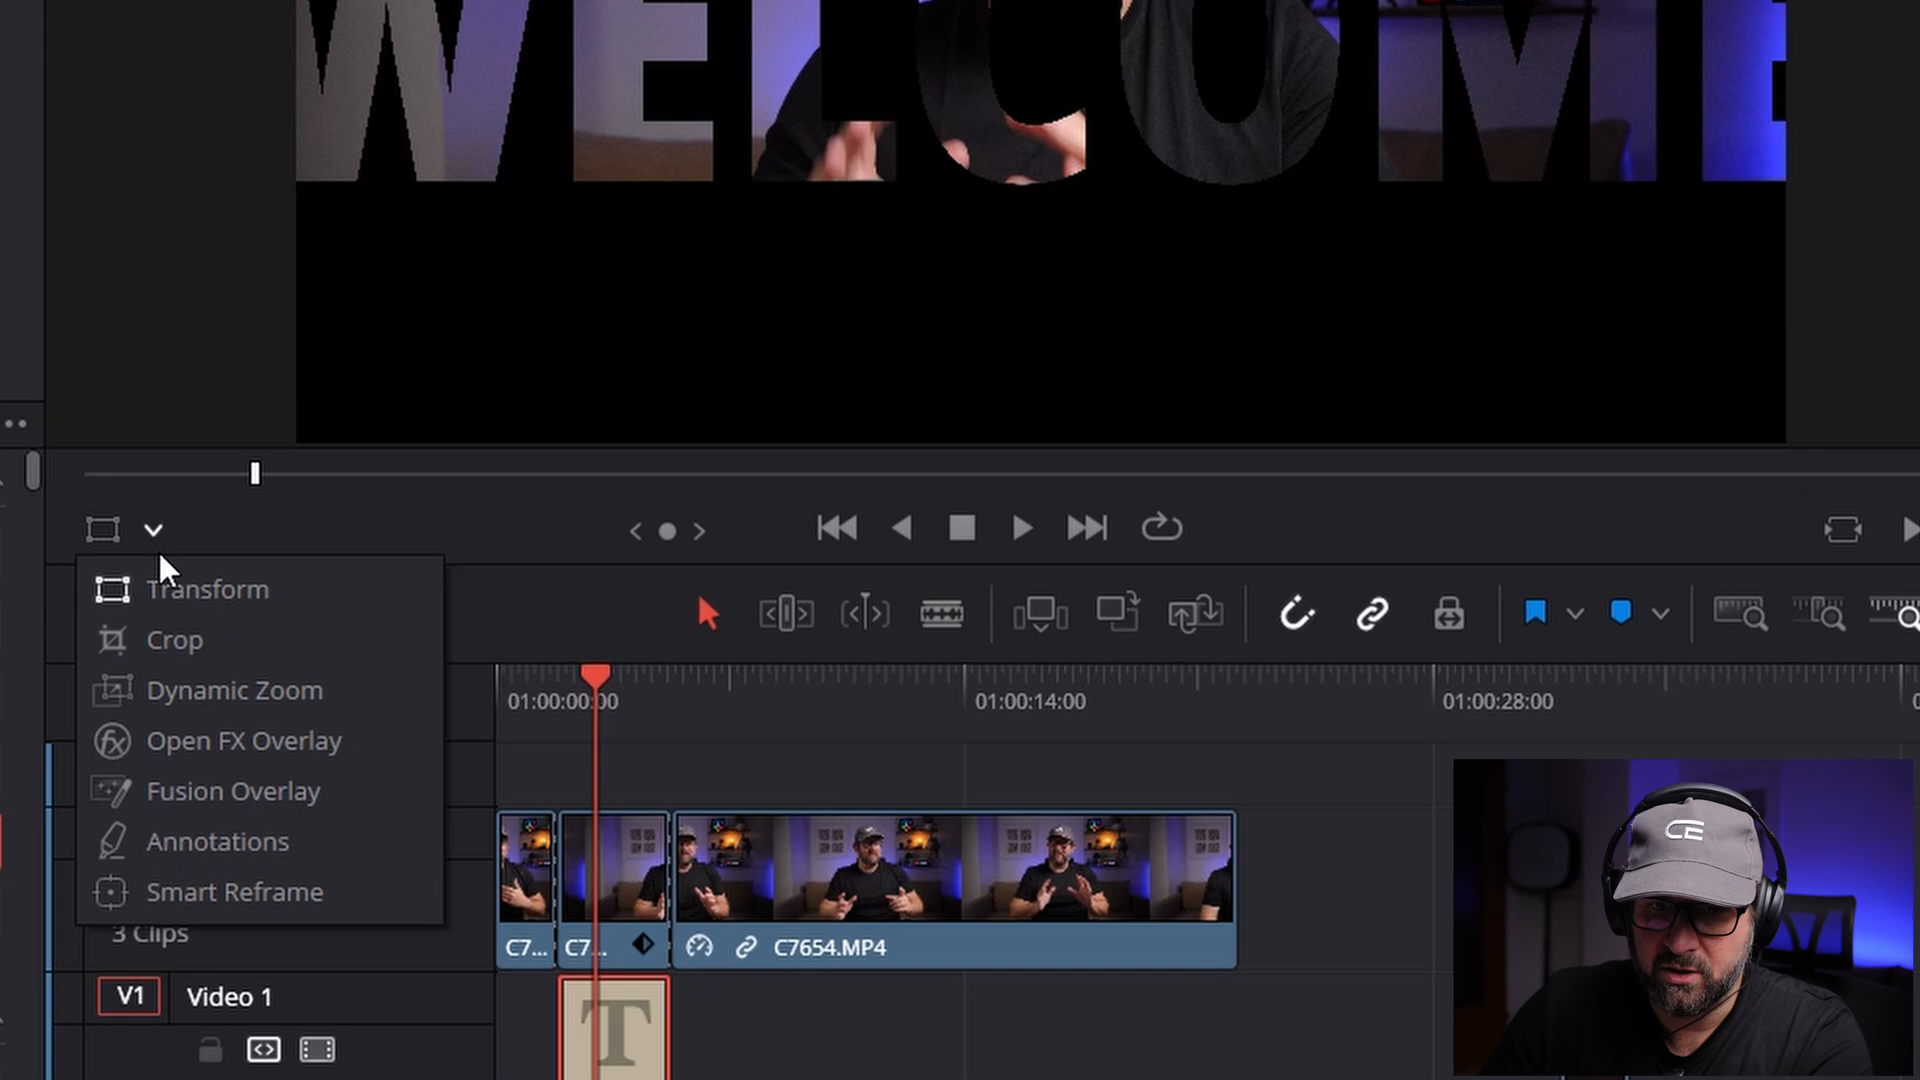 WELCOME
Transform
Crop
Dynamic Zoom
Open FX Overlay
Fusion Overlay
Annotations
Smart Reframe
01:00:00:00
01:00:14:00
01:00:28:00
3 Clips
C7...
C7...
C7654.MP4
V1
Video 1
T
CE